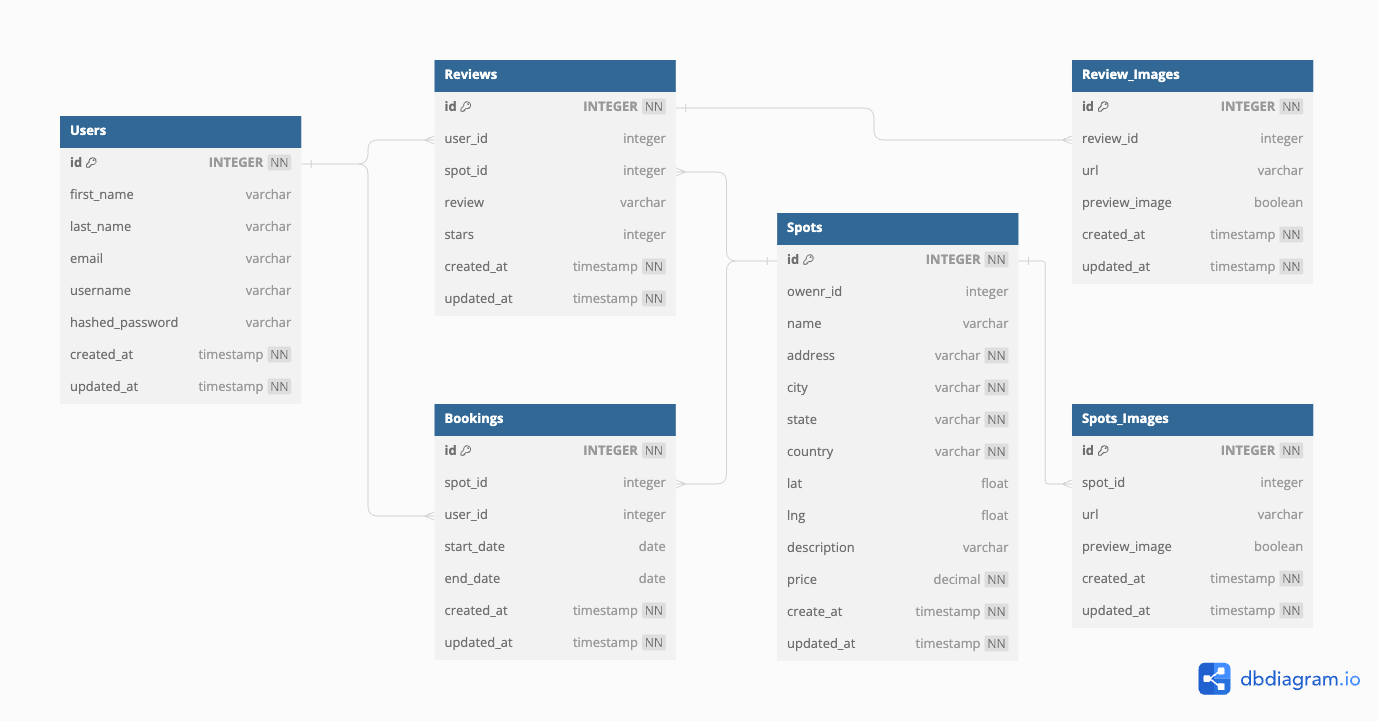 Users
id INTEGER NN
first_name varchar
last_name varchar
email varchar
username varchar
hashed_password varchar
created_at timestamp NN
updated_at timestamp NN
Reviews
id INTEGER NN
user_id integer
spot_id integer
review varchar
stars integer
created_at timestamp NN
updated_at timestamp NN
Bookings
id INTEGER NN
spot_id integer
user_id integer
start_date date
end_date date
created_at timestamp NN
updated_at timestamp NN
Spots
id INTEGER NN
owenr_id integer
name varchar
address varchar NN
city varchar NN
state varchar NN
country varchar NN
lat float
lng float
description varchar
price decimal NN
create_at timestamp NN
updated_at timestamp NN
Review_Images
id INTEGER NN
review_id integer
url varchar
preview_image boolean
created_at timestamp NN
updated_at timestamp NN
Spots_Images
id INTEGER NN
spot_id integer
url varchar
preview_image boolean
created_at timestamp NN
updated_at timestamp NN
dbdiagram.io